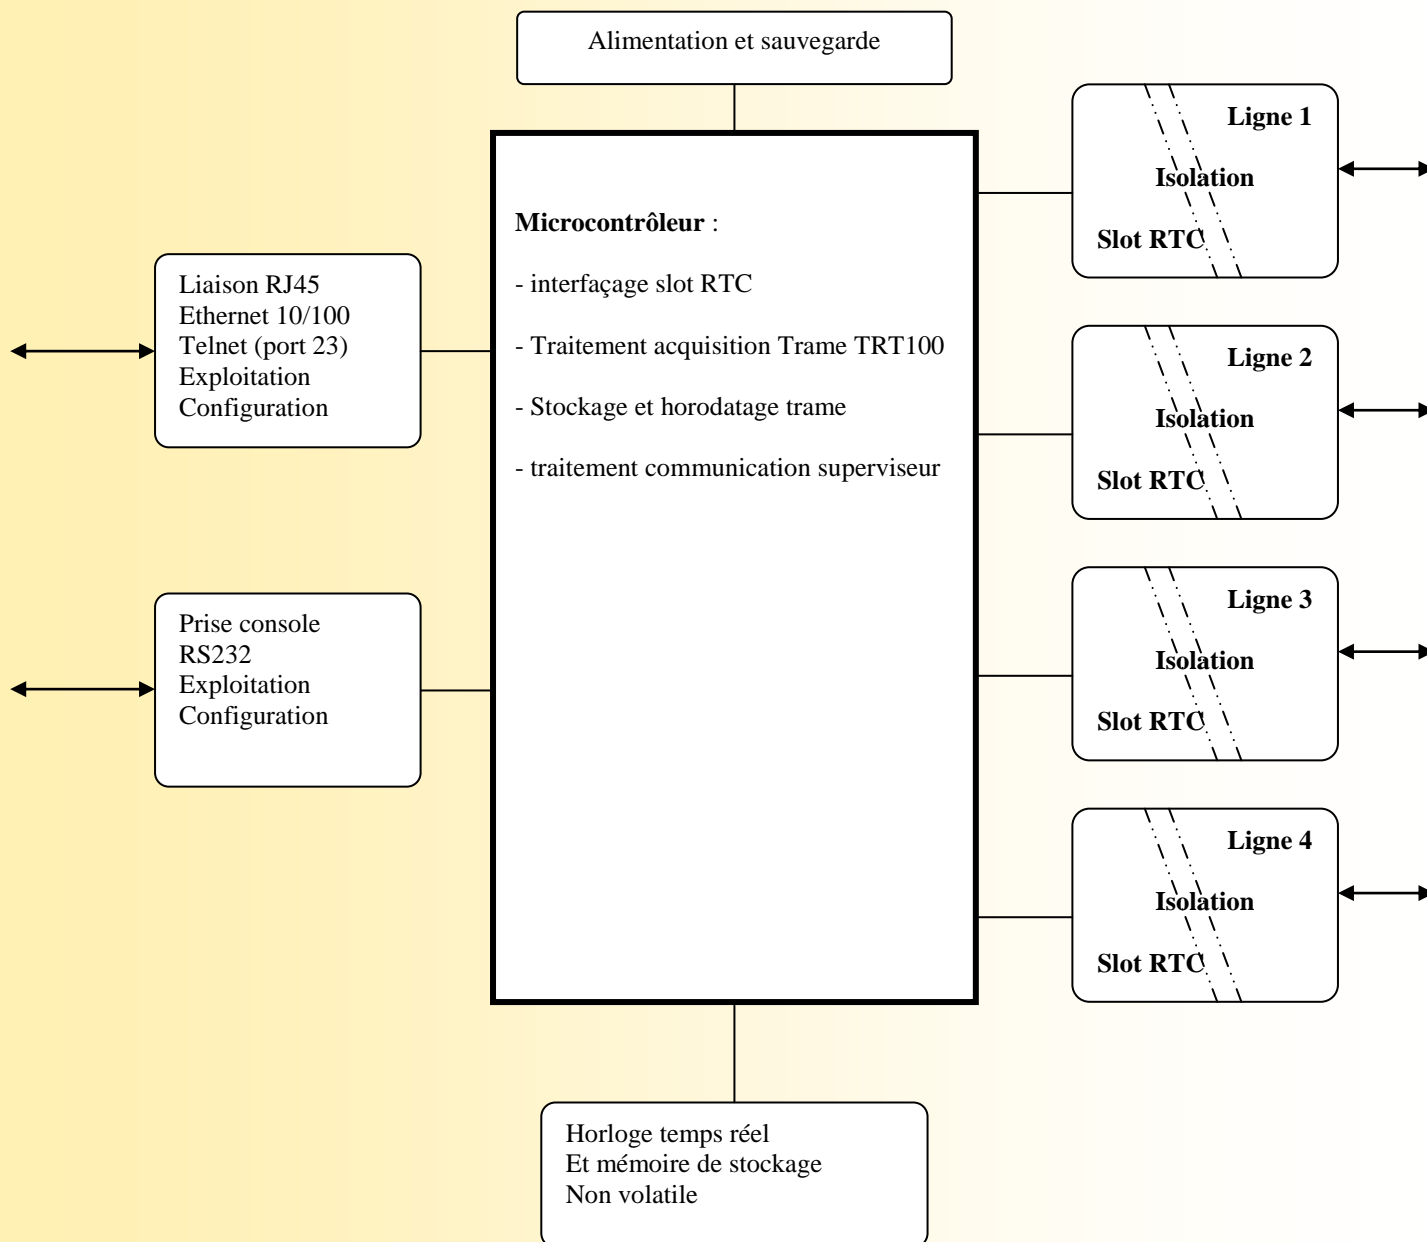 Alimentation et sauvegarde
Ligne 1
Isolation
Slot RTC
Microcontrôleur :
- interfaçage slot RTC
- Traitement acquisition Trame TRT100
- Stockage et horodatage trame
- traitement communication superviseur
Liaison RJ45
Ethernet 10/100
Telnet (port 23)
Exploitation
Configuration
Ligne 2
Isolation
Slot RTC
Prise console
RS232
Exploitation
Configuration
Ligne 3
Isolation
Slot RTC
Ligne 4
Isolation
Slot RTC
Horloge temps réel
Et mémoire de stockage
Non volatile